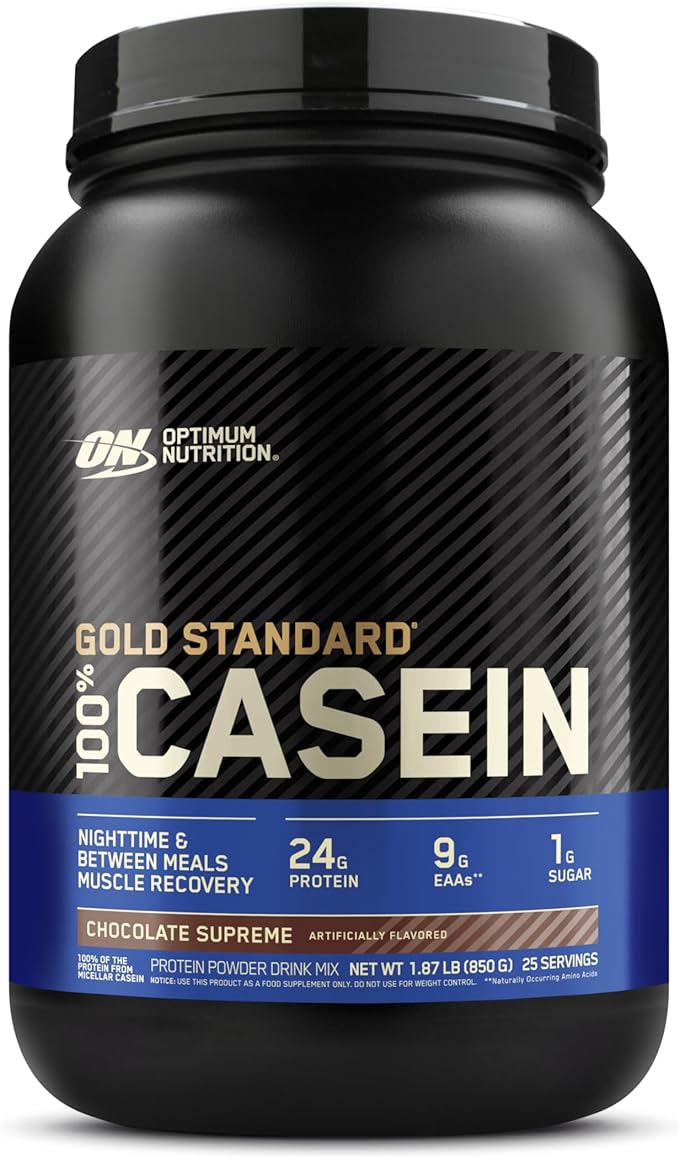 ON OPTIMUM
NUTRITION®
GOLD STANDARD®
100% CASEIN
NIGHTTIME &
BETWEEN MEALS
MUSCLE RECOVERY
24G
PROTEIN
9G
EAAs**
1G
SUGAR
CHOCOLATE SUPREME ARTIFICIALLY FLAVORED
100% OF THE
PROTEIN FROM
MICELLAR CASEIN
PROTEIN POWDER DRINK MIX NET WT 1.87 LB (850 G) 25 SERVINGS
NOTICE: USE THIS PRODUCT AS A FOOD SUPPLEMENT ONLY. DO NOT USE FOR WEIGHT CONTROL. **Naturally Occurring Amino Acids